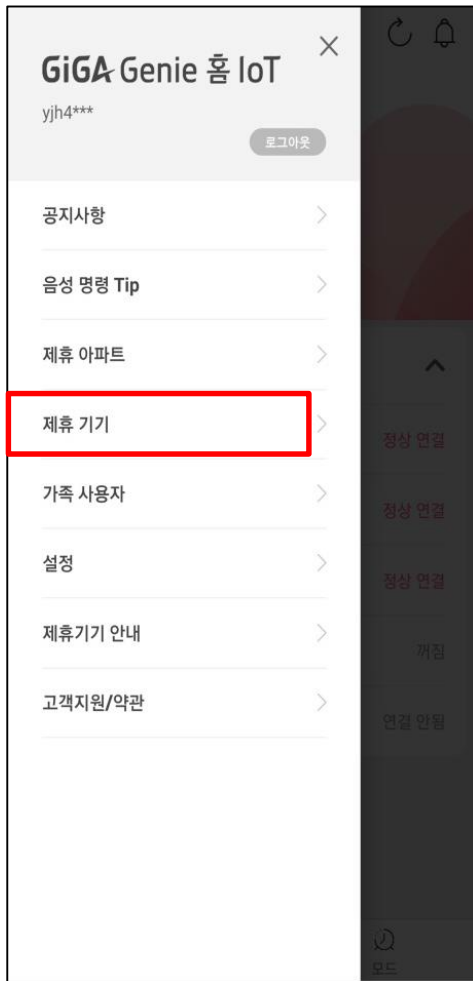 GiGA Genie 홈 IoT
yjh4***
로그아웃
공지사항
음성 명령 Tip
제휴 아파트
제휴 기기
가족 사용자
설정
제휴기기 안내
고객지원/약관
정상 연결
정상 연결
정상 연결
꺼짐
연결 안됨
모드